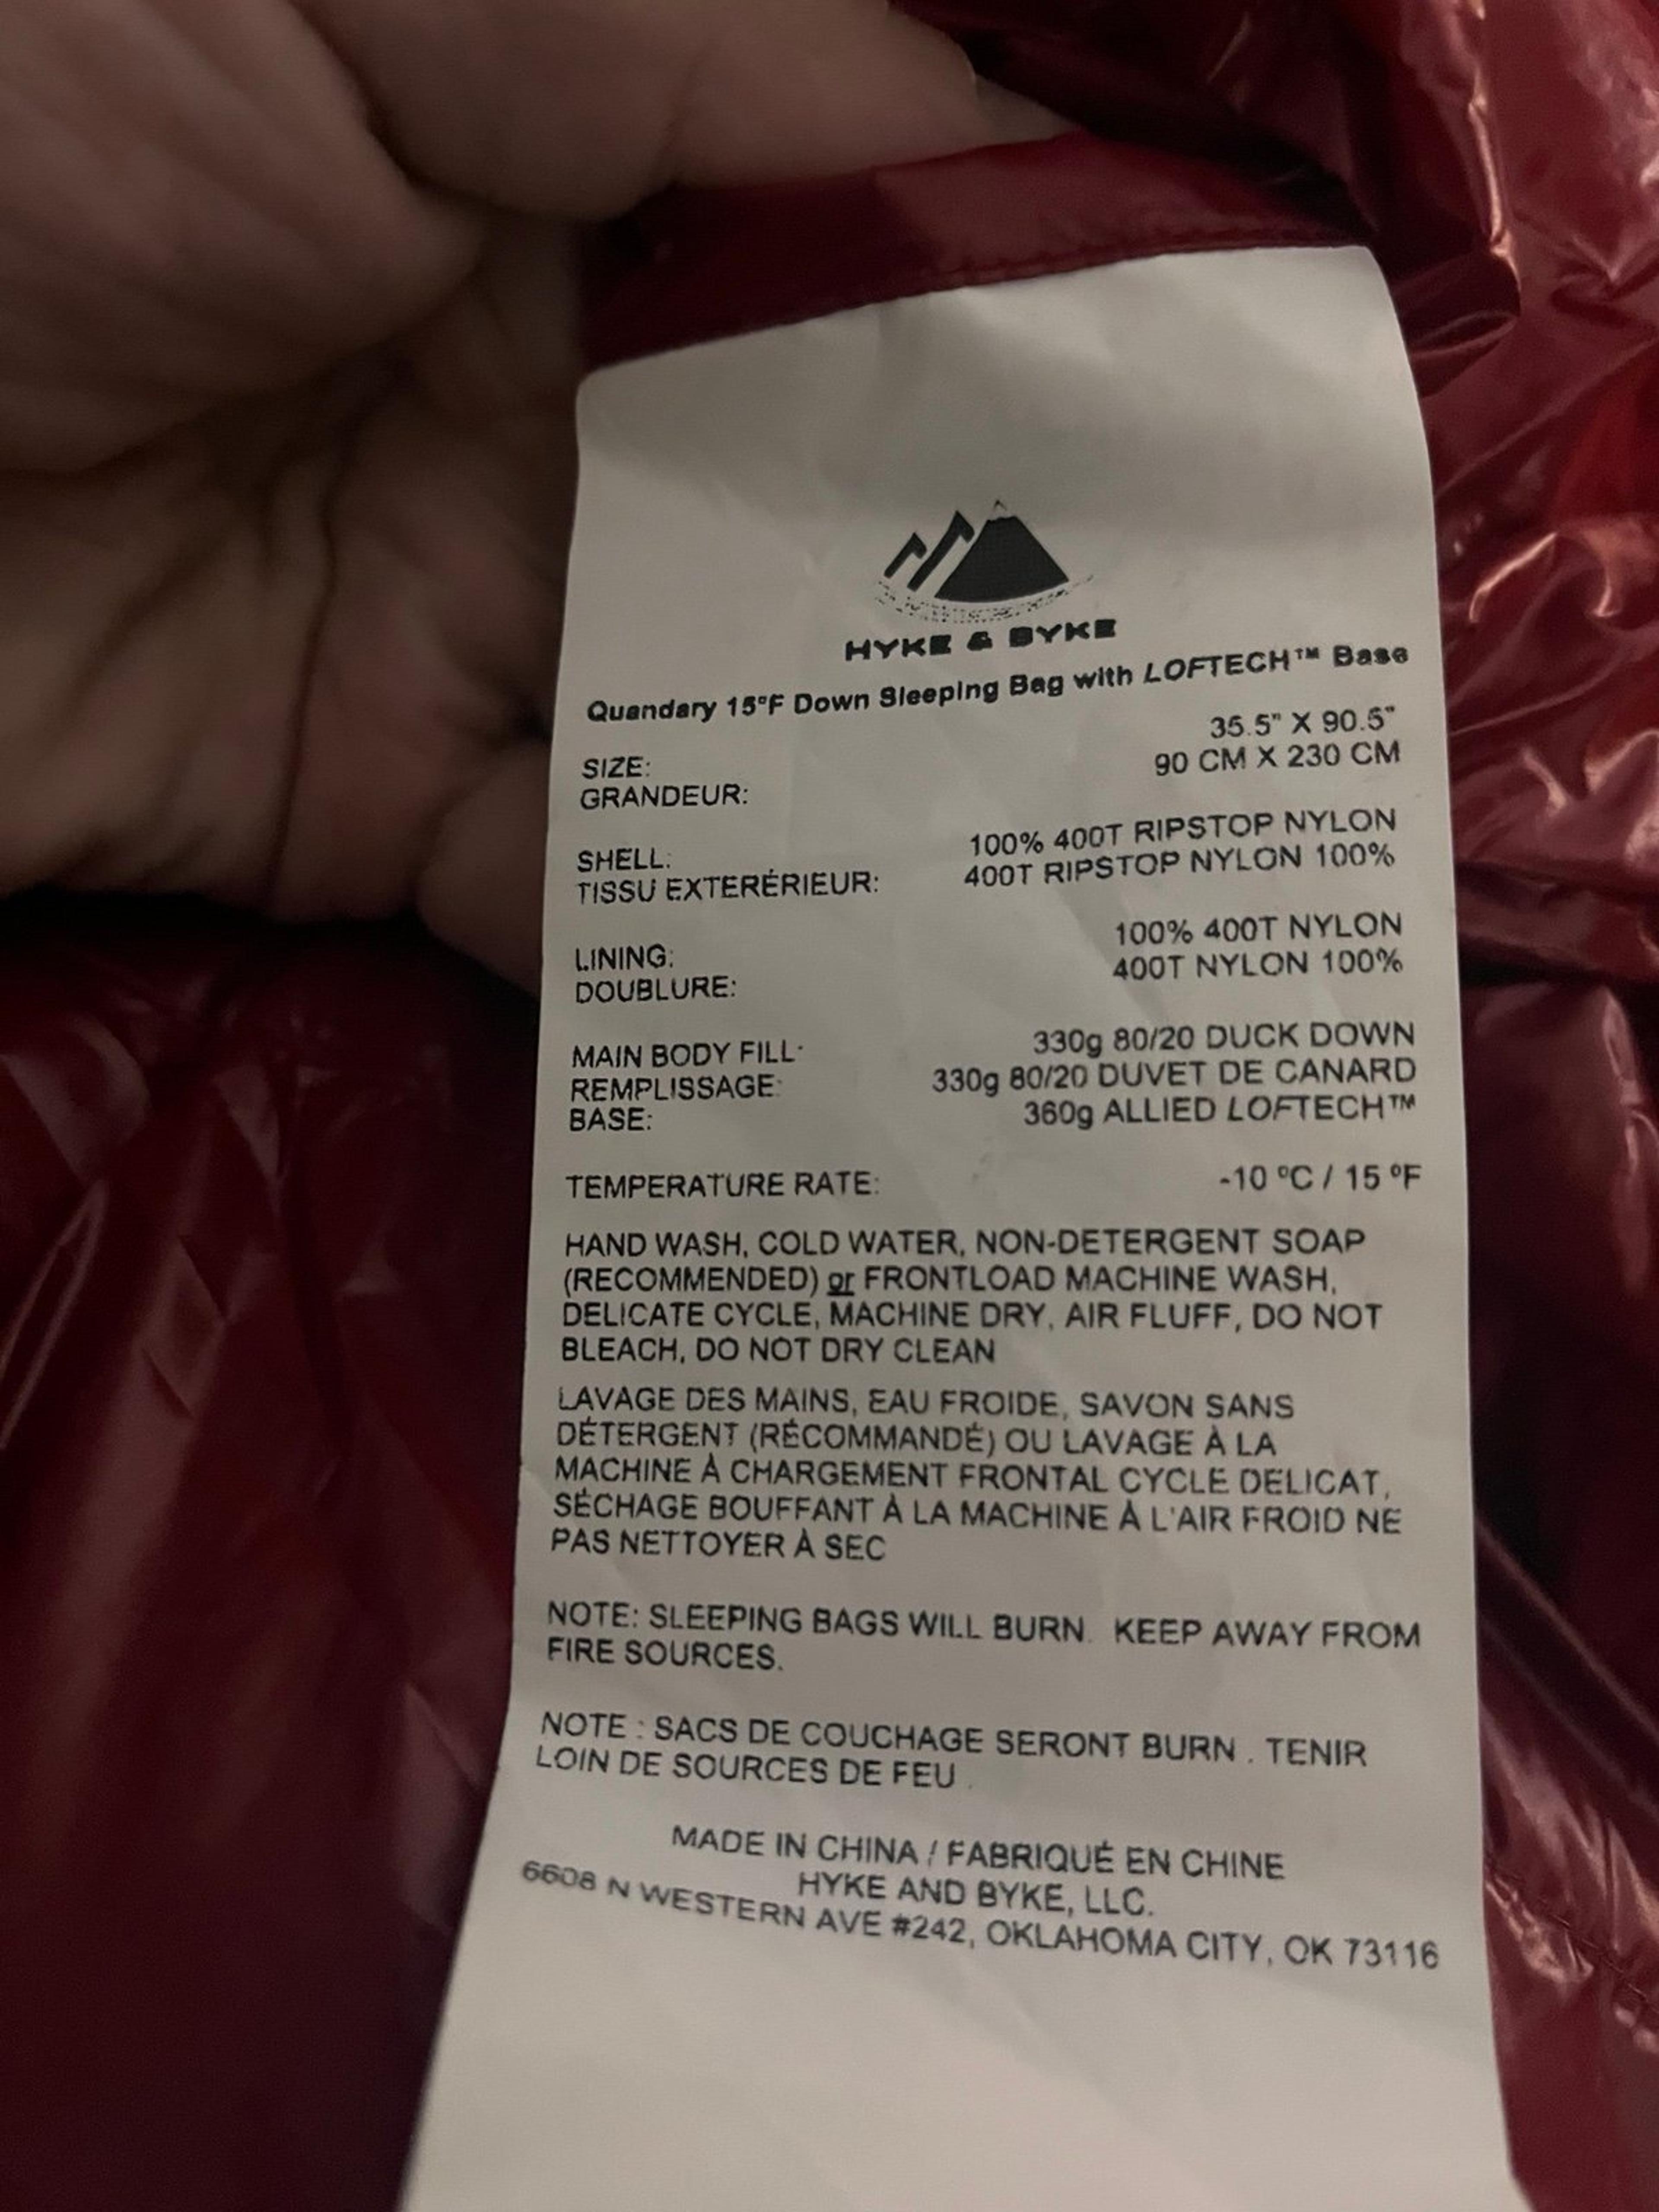 HYKE & BYKE
Quandary 15°F Down Sleeping Bag with LOFTECH™ Base
SIZE: 35.5" X 90.5"
GRANDEUR: 90 CM X 230 CM
SHELL: 100% 400T RIPSTOP NYLON
TISSU EXTERÉRIEUR: 400T RIPSTOP NYLON 100%
LINING: 100% 400T NYLON
DOUBLURE: 400T NYLON 100%
MAIN BODY FILL: 330g 80/20 DUCK DOWN
REMPLISSAGE: 330g 80/20 DUVET DE CANARD
BASE: 360g ALLIED LOFTECH™
TEMPERATURE RATE: -10 ºC / 15 ºF
HAND WASH, COLD WATER, NON-DETERGENT SOAP
(RECOMMENDED) or FRONTLOAD MACHINE WASH,
DELICATE CYCLE, MACHINE DRY, AIR FLUFF, DO NOT
BLEACH, DO NOT DRY CLEAN
LAVAGE DES MAINS, EAU FROIDE, SAVON SANS
DÉTERGENT (RÉCOMMANDÉ) OU LAVAGE À LA
MACHINE À CHARGEMENT FRONTAL CYCLE DELICAT,
SÉCHAGE BOUFFANT À LA MACHINE À L'AIR FROID NE
PAS NETTOYER À SEC
NOTE: SLEEPING BAGS WILL BURN. KEEP AWAY FROM
FIRE SOURCES.
NOTE : SACS DE COUCHAGE SERONT BURN . TENIR
LOIN DE SOURCES DE FEU .
MADE IN CHINA / FABRIQUÉ EN CHINE
HYKE AND BYKE, LLC.
6608 N WESTERN AVE #242, OKLAHOMA CITY, OK 73116